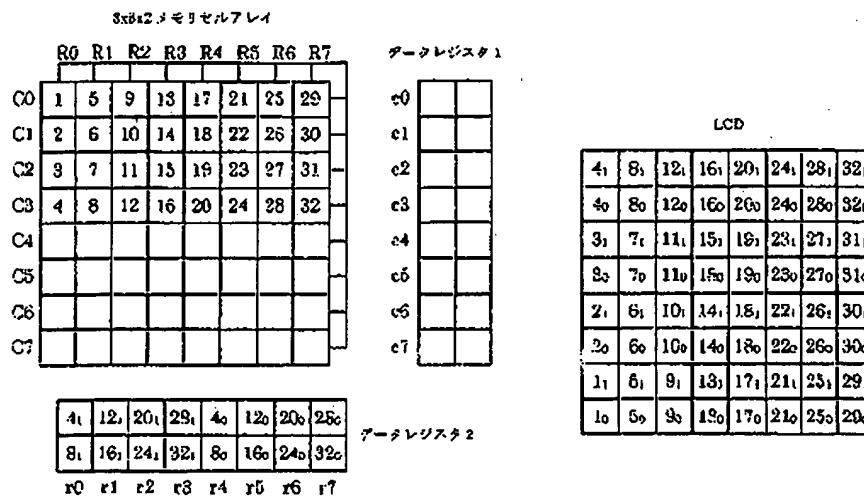 8x8x2メモリセルアレイ
R0 R1 R2 R3 R4 R5 R6 R7
データレジスタ1
C0 1 5 9 13 17 21 25 29 c0
C1 2 6 10 14 18 22 26 30 c1
LCD
C2 3 7 11 15 19 23 27 31 c2
C3 4 8 12 16 20 24 28 32 c3
C4 c4
C5 c5
C6 c6
C7 c7
4₁ 8₁ 12₁ 16₁ 20₁ 24₁ 28₁ 32₁
4₀ 8₀ 12₀ 16₀ 20₀ 24₀ 28₀ 32₀
3₁ 7₁ 11₁ 15₁ 19₁ 23₁ 27₁ 31₁
3₀ 7₀ 11₀ 15₀ 19₀ 23₀ 27₀ 31₀
2₁ 6₁ 10₁ 14₁ 18₁ 22₁ 26₁ 30₁
2₀ 6₀ 10₀ 14₀ 18₀ 22₀ 26₀ 30₀
1₁ 5₁ 9₁ 13₁ 17₁ 21₁ 25₁ 29₁
1₀ 5₀ 9₀ 13₀ 17₀ 21₀ 25₀ 29₀
4₁ 12₁ 20₁ 28₁ 4₀ 12₀ 20₀ 28₀
データレジスタ2
8₁ 16₁ 24₁ 32₁ 8₀ 16₀ 24₀ 32₀
r0 r1 r2 r3 r4 r5 r6 r7